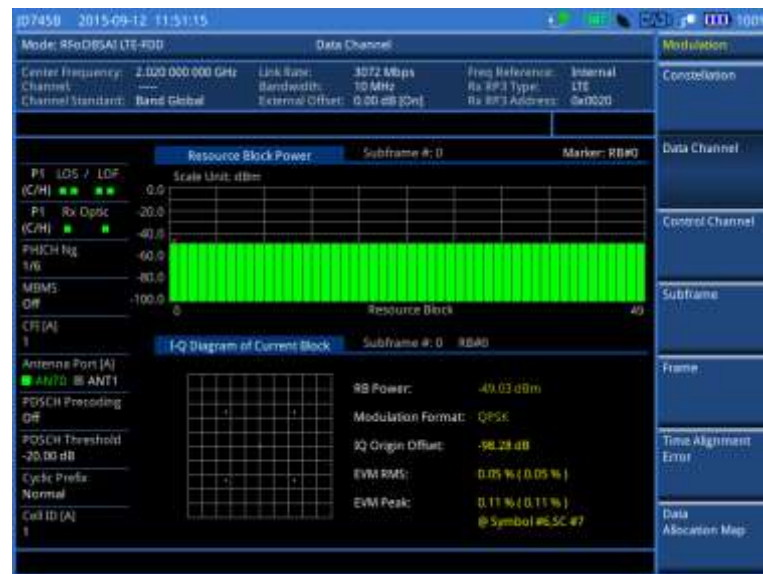 JD745B 2015-09-12 11:51:15
100%
Mode: RFoOBSAI LTE-FDD Data Channel
Modulation
Center Frequency: 2.020 000 000 GHz Link Rate: 3072 Mbps Freq Reference: Internal
Channel: ---- Bandwidth: 10 MHz Rx RP3 Type: LTE
Channel Standard: Band Global External Offset: 0.00 dB [On] Rx RP3 Address: 0x0020
Constellation
Data Channel
Control Channel
Subframe
Frame
Time Alignment
Error
Data
Allocation Map
P1 LOS / LOF
(C/H)
P1 Rx Optic
(C/H)
PHICH Ng
1/6
MBMS
Off
CFI [A]
1
Antenna Port [A]
ANT0 ANT1
PDSCH Precoding
Off
PDSCH Threshold
-20.00 dB
Cyclic Prefix
Normal
Cell ID [A]
1
Resource Block Power Subframe #: 0 Marker: RB#0
Scale Unit: dBm
0.0
-20.0
-40.0
-60.0
-80.0
-100.0
0 Resource Block 49
I-Q Diagram of Current Block Subframe #: 0 RB#0
RB Power: -49.03 dBm
Modulation Format: QPSK
IQ Origin Offset: -98.28 dB
EVM RMS: 0.05 % ( 0.05 % )
EVM Peak: 0.11 % ( 0.11 % )
@ Symbol #6,SC #7